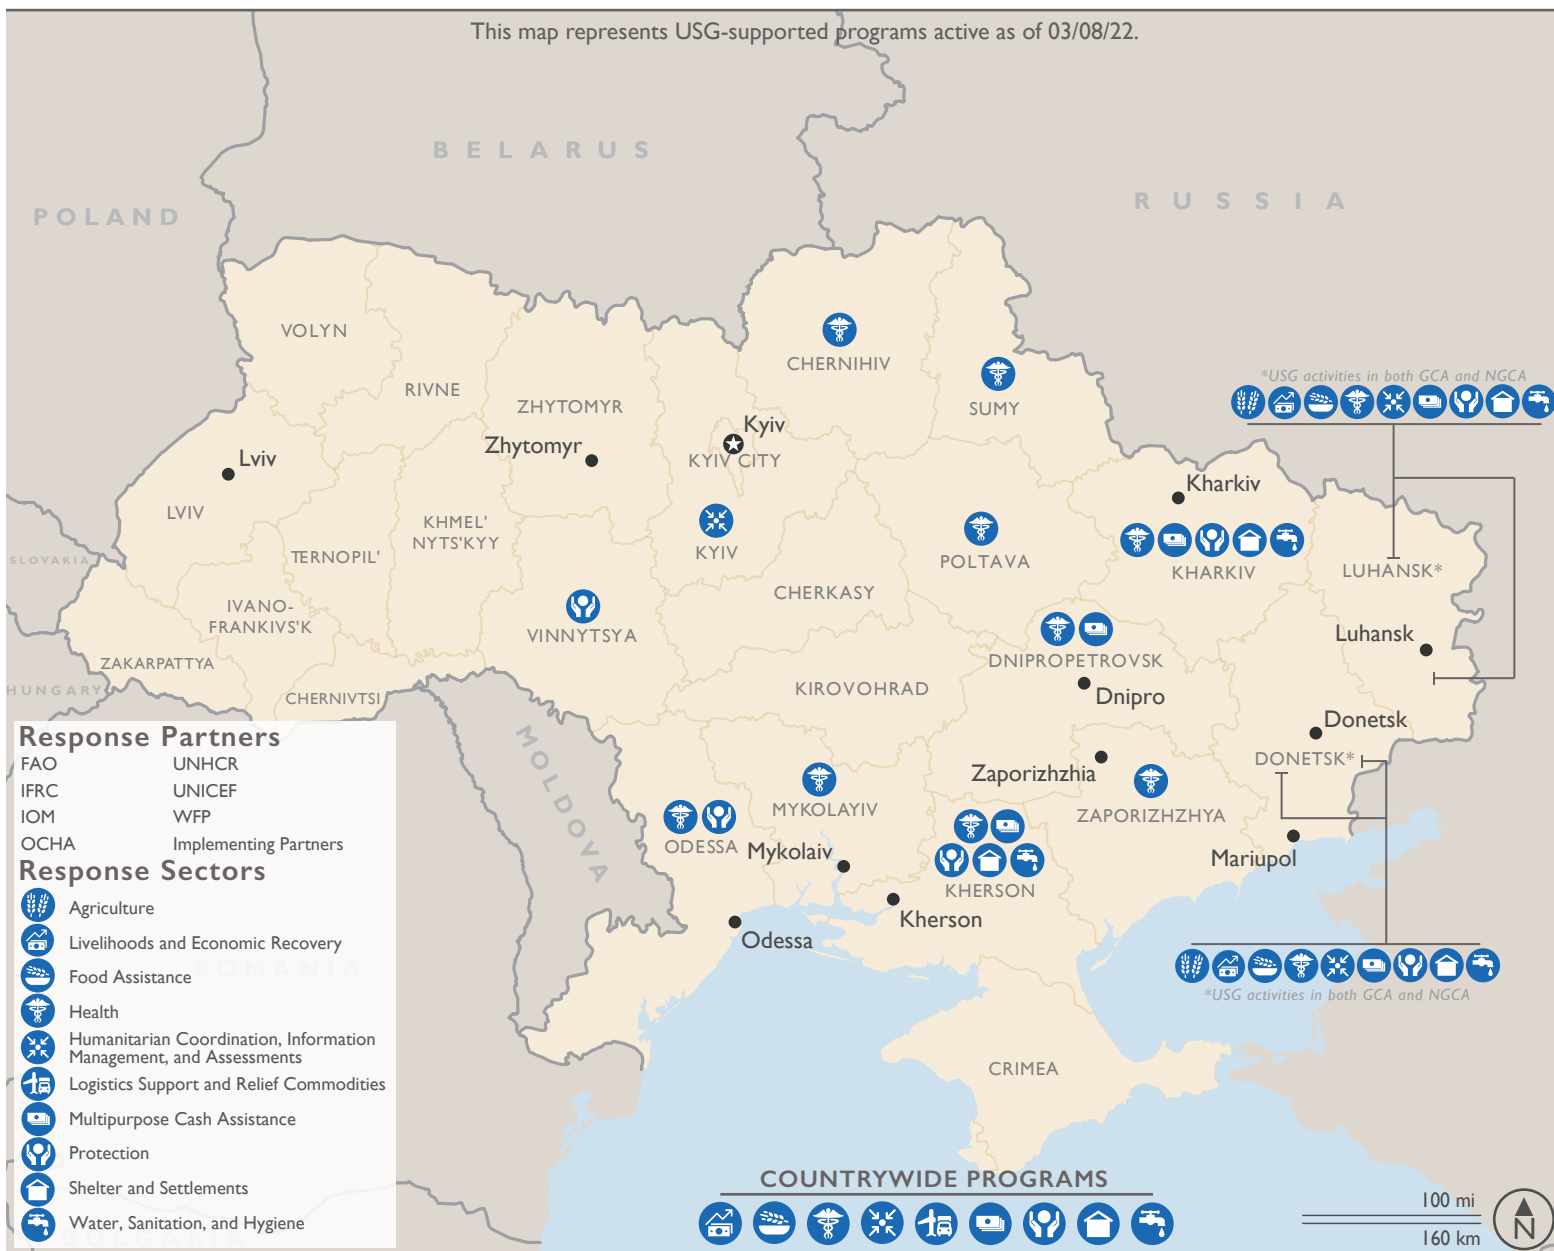 This map represents USG-supported programs active as of 03/08/22.
BELARUS
RUSSIA
POLAND
VOLYN
CHERNIHIV
RIVNE
*USG activities in both GCA and NGCA
ZHYTOMYR
SUMY
Kyiv
Zhytomyr
KYIV CITY
Lviv
Kharkiv
LVIV
KHMEL'
NYTS'KYY
KYIV
TERNOPIL'
SLOVAKIA
POLTAVA
KHARKIV
LUHANSK*
CHERKASY
IVANO-
FRANKIVS'K
VINNYTSYA
Luhansk
ZAKARPATTYA
DNIPROPETROVSK
HUNGARY
CHERNIVTSI
KIROVOHRAD
Dnipro
Donetsk
DONETSK*
MOLDOVA
Zaporizhzhia
MYKOLAYIV
ZAPORIZHZHYA
ODESSA
Mykolaiv
Mariupol
KHERSON
Kherson
Odessa
*USG activities in both GCA and NGCA
CRIMEA
Response Partners
FAO UNHCR
IFRC UNICEF
IOM WFP
OCHA Implementing Partners
Response Sectors
Agriculture
Livelihoods and Economic Recovery
ROMANIA
Food Assistance
Health
Humanitarian Coordination, Information
Management, and Assessments
Logistics Support and Relief Commodities
Multipurpose Cash Assistance
Protection
Shelter and Settlements
Water, Sanitation, and Hygiene
BULGARIA
COUNTRYWIDE PROGRAMS
100 mi
160 km
N